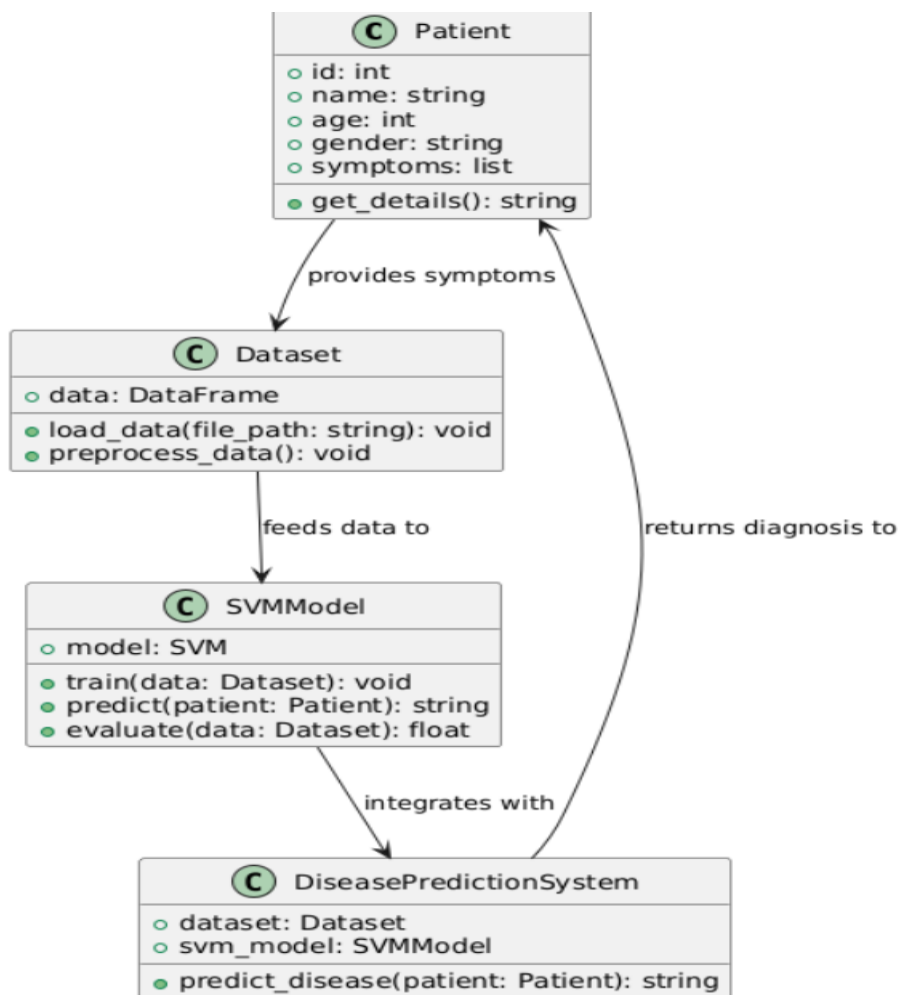 C Patient
id: int
name: string
age: int
gender: string
symptoms: list
get_details(): string
provides symptoms
C Dataset
data: DataFrame
load_data(file_path: string): void
preprocess_data(): void
feeds data to
returns diagnosis to
C SVMModel
model: SVM
train(data: Dataset): void
predict(patient: Patient): string
evaluate(data: Dataset): float
integrates with
C DiseasePredictionSystem
dataset: Dataset
svm_model: SVMModel
predict_disease(patient: Patient): string